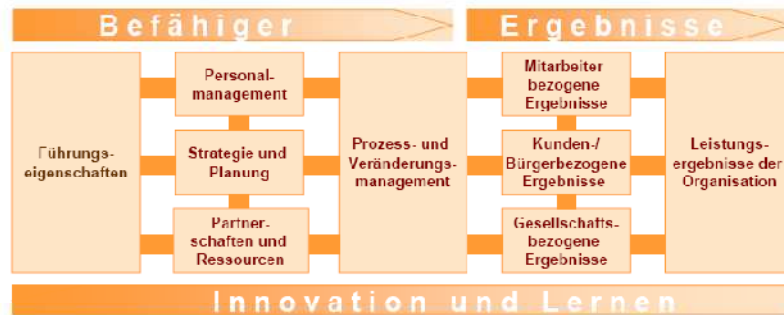 Befähiger
Ergebnisse
Führungs-
eigenschaften
Personal-
management
Strategie und
Planung
Partner-
schaften und
Ressourcen
Prozess- und
Veränderungs-
management
Mitarbeiter
bezogene
Ergebnisse
Kunden-/
Bürgerbezogene
Ergebnisse
Gesellschafts-
bezogene
Ergebnisse
Leistungs-
ergebnisse der
Organisation
Innovation und Lernen